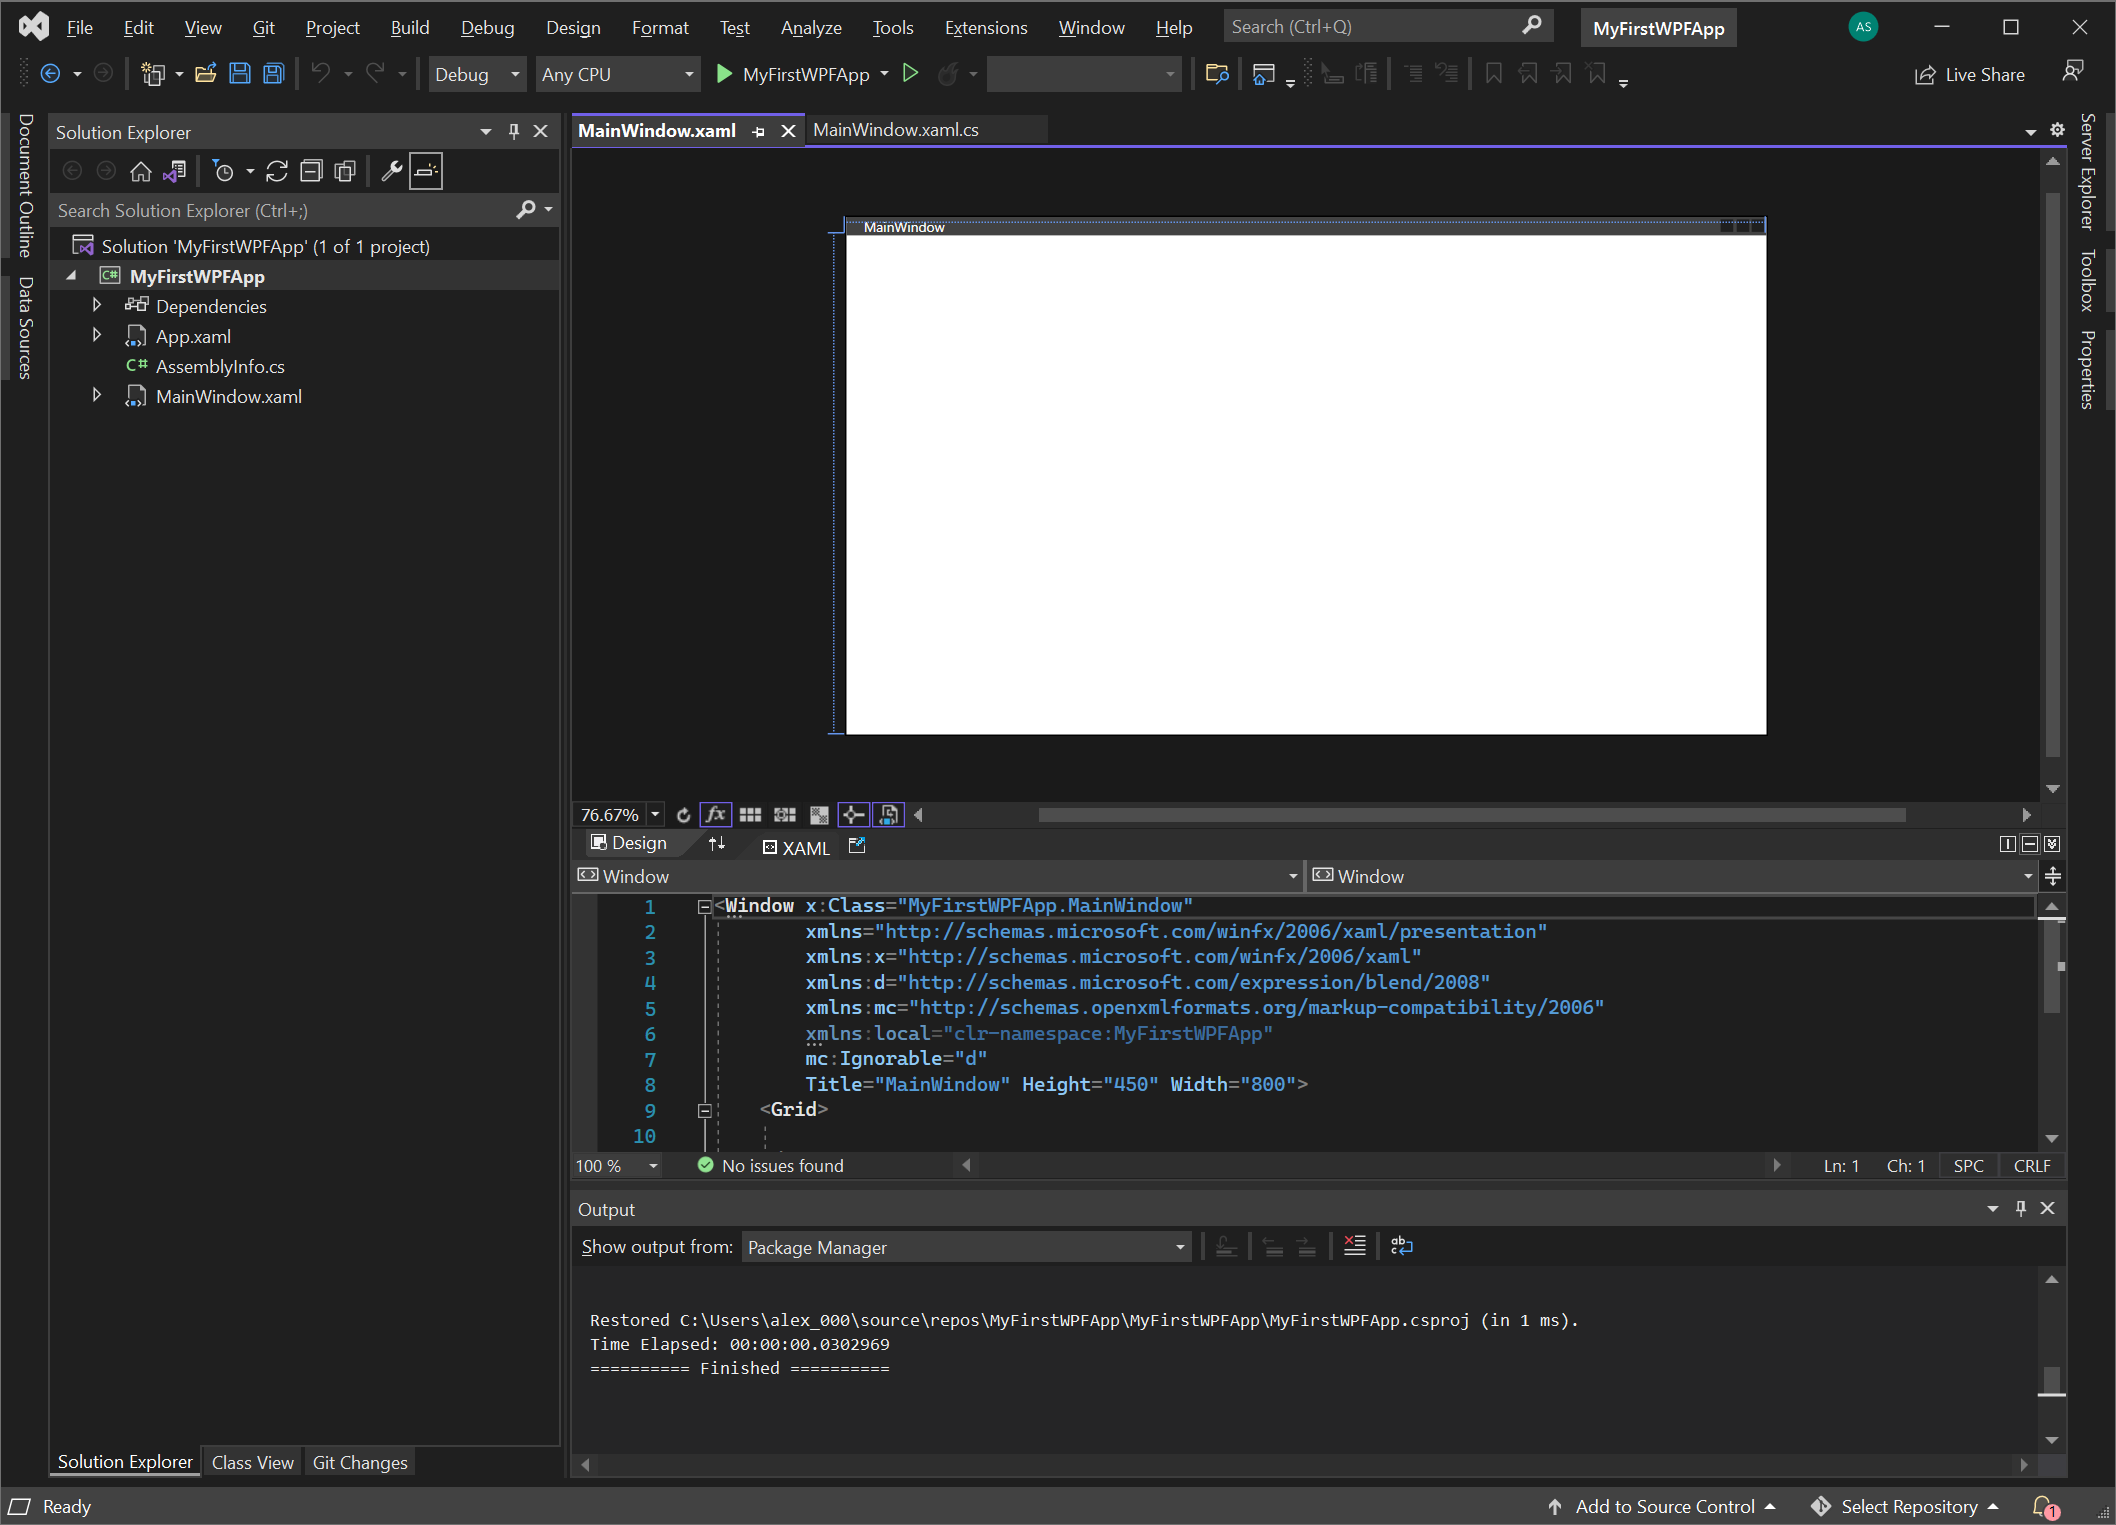 File Edit View Git Project Build Debug Design Format Test Analyze Tools Extensions Window Help Search (Ctrl+Q) MyFirstWPFApp AS
Debug Any CPU MyFirstWPFApp Live Share
Document Outline
Data Sources
Solution Explorer
Search Solution Explorer (Ctrl+;)
Solution 'MyFirstWPFApp' (1 of 1 project)
C# MyFirstWPFApp
Dependencies
App.xaml
C# AssemblyInfo.cs
MainWindow.xaml
Solution Explorer Class View Git Changes
MainWindow.xaml MainWindow.xaml.cs
MainWindow
76.67% fx
Design XAML
Window Window
1 <Window x:Class="MyFirstWPFApp.MainWindow"
2 xmlns="http://schemas.microsoft.com/winfx/2006/xaml/presentation"
3 xmlns:x="http://schemas.microsoft.com/winfx/2006/xaml"
4 xmlns:d="http://schemas.microsoft.com/expression/blend/2008"
5 xmlns:mc="http://schemas.openxmlformats.org/markup-compatibility/2006"
6 xmlns:local="clr-namespace:MyFirstWPFApp"
7 mc:Ignorable="d"
8 Title="MainWindow" Height="450" Width="800">
9 <Grid>
10
100 % No issues found Ln: 1 Ch: 1 SPC CRLF
Output
Show output from: Package Manager
Restored C:\Users\alex_000\source\repos\MyFirstWPFApp\MyFirstWPFApp\MyFirstWPFApp.csproj (in 1 ms).
Time Elapsed: 00:00:00.0302969
========== Finished ==========
Server Explorer
Toolbox
Properties
Ready Add to Source Control Select Repository 1